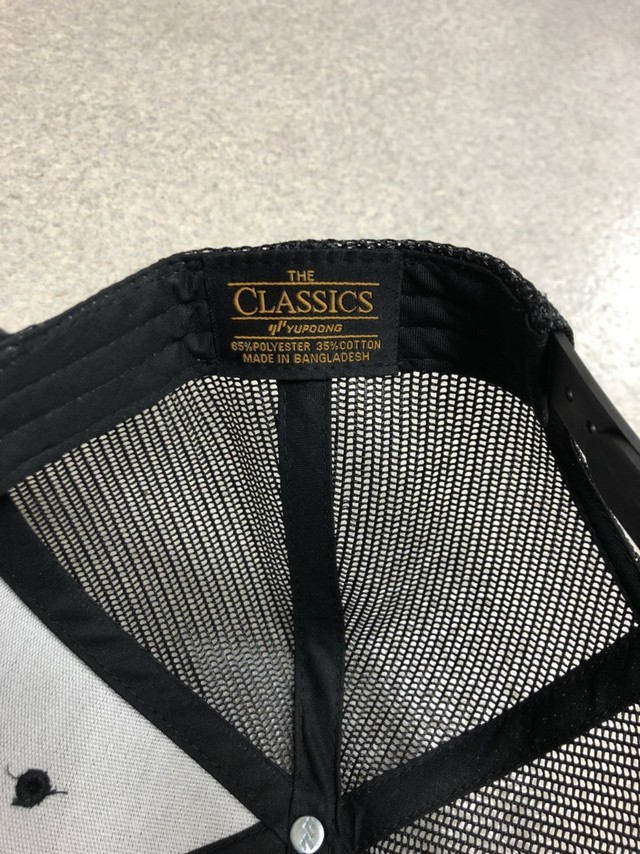 THE
CLASSICS
YUPOONG
65%POLYESTER 35%COTTON
MADE IN BANGLADESH